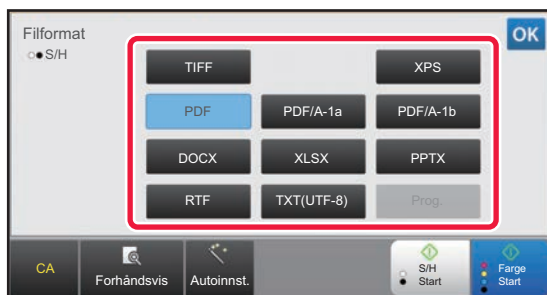 Filformat
OK
S/H
TIFF
XPS
PDF
PDF/A-1a
PDF/A-1b
DOCX
XLSX
PPTX
RTF
TXT(UTF-8)
Prog.
CA
Forhåndsvis
Autoinnst.
S/H
Start
Farge
Start